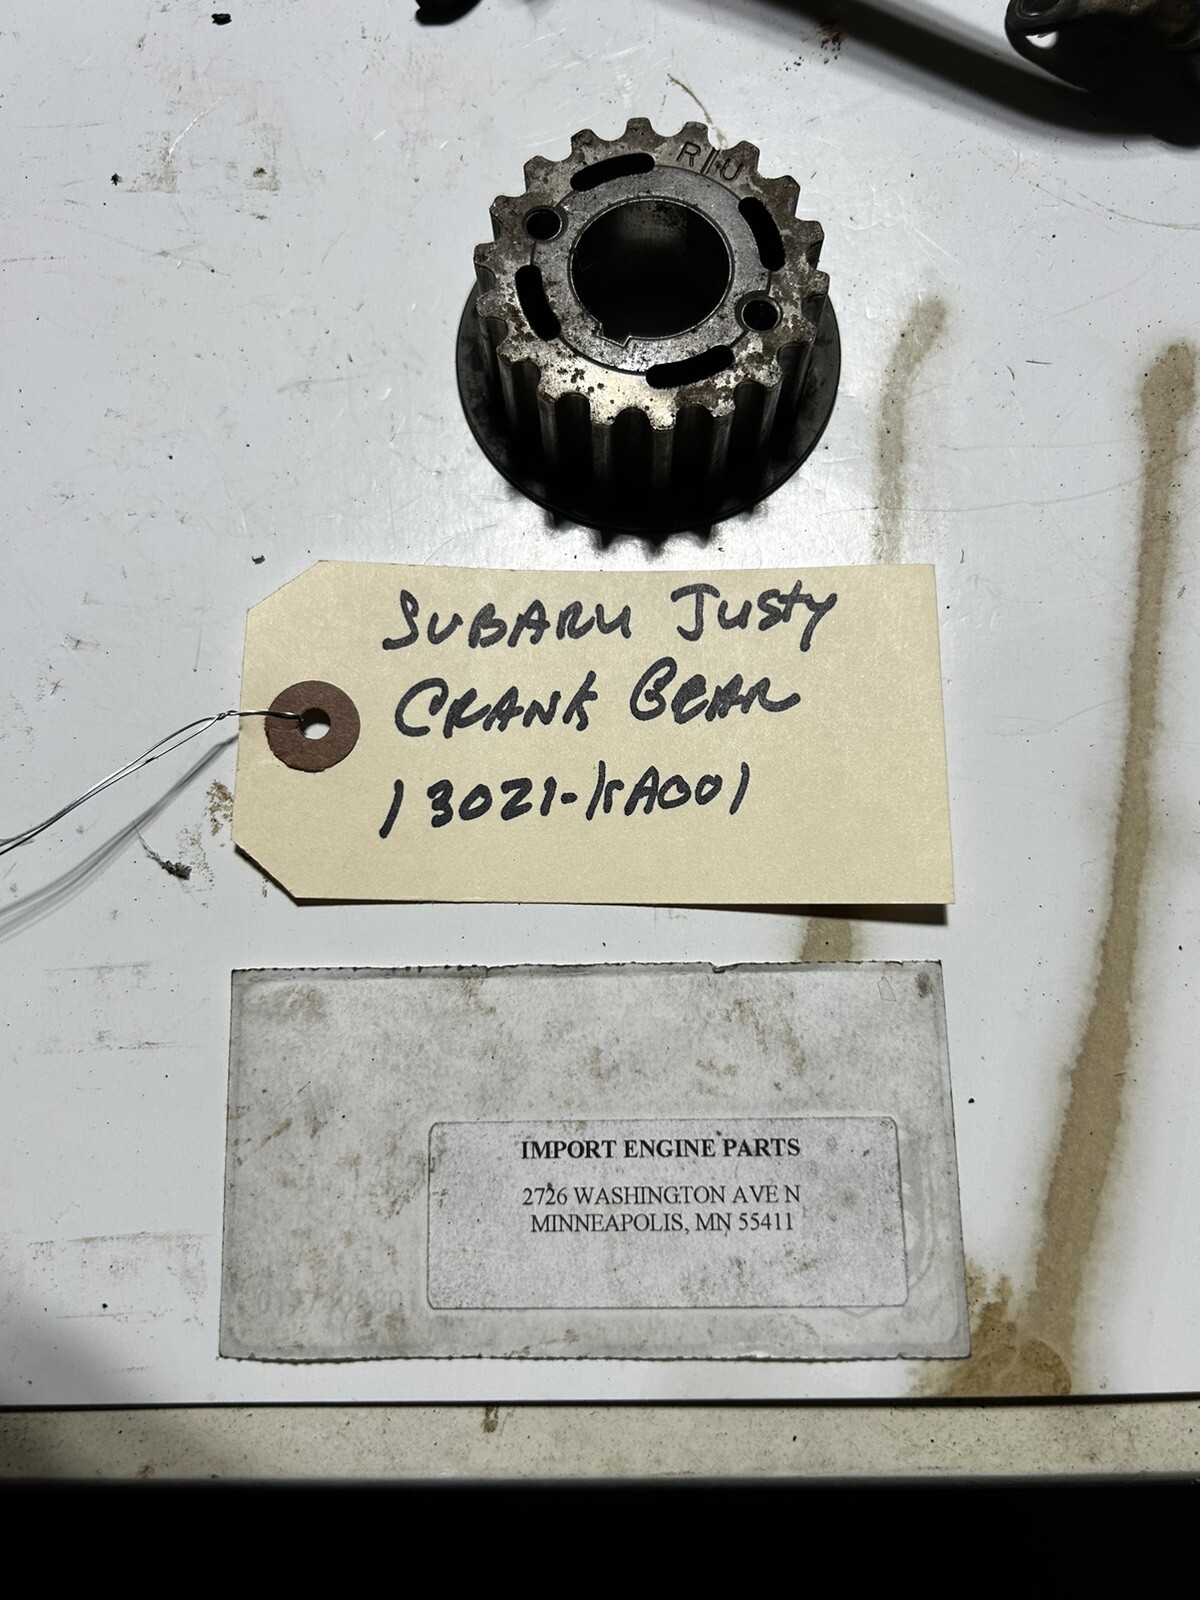 R/U
SUBARU Justy
CRANK GEAR
13021-KA001
IMPORT ENGINE PARTS
2726 WASHINGTON AVE N
MINNEAPOLIS, MN 55411